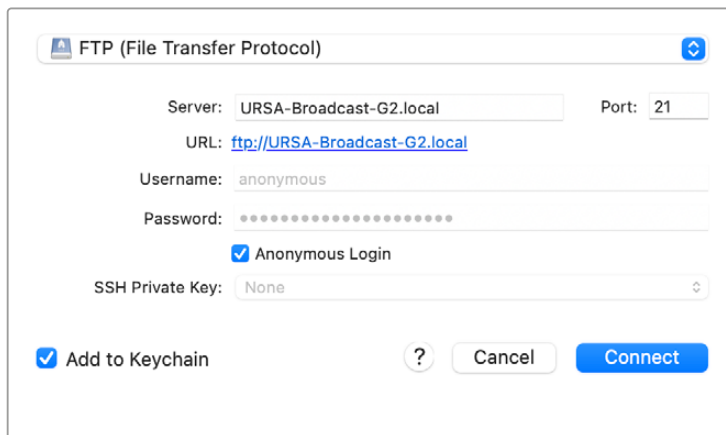 FTP (File Transfer Protocol)
Server: URSA-Broadcast-G2.local Port: 21
URL: ftp://URSA-Broadcast-G2.local
Username: anonymous
Password: ●●●●●●●●●●●●●●●●●●●●●
Anonymous Login
SSH Private Key: None
Add to Keychain ? Cancel Connect